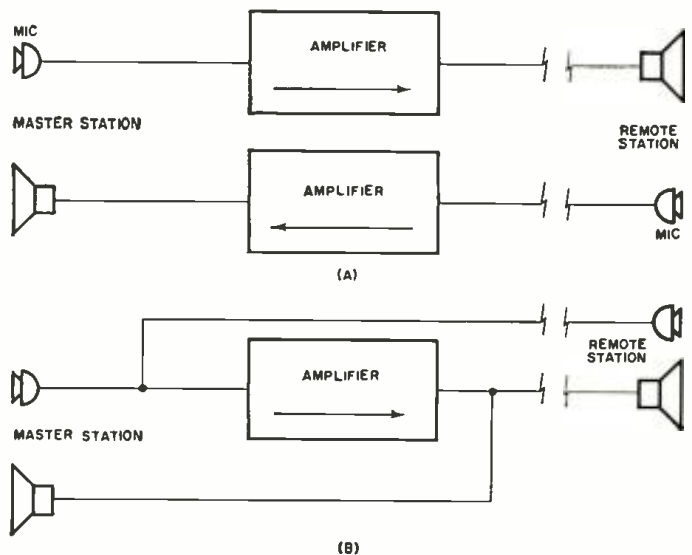 MIC
AMPLIFIER
MASTER STATION
REMOTE
STATION
AMPLIFIER
MIC
(A)
REMOTE
STATION
AMPLIFIER
MASTER STATION
(B)